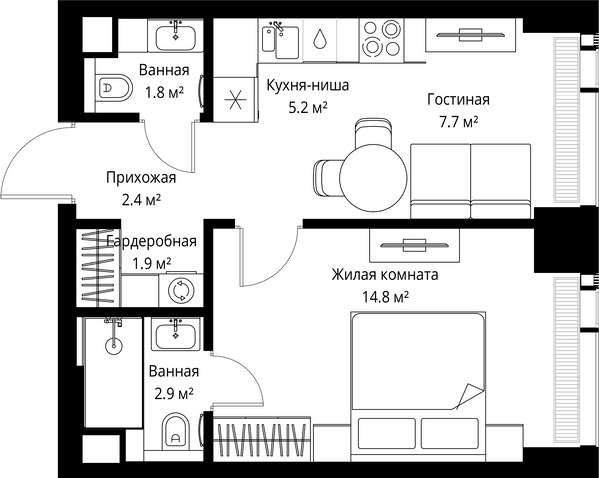 Ванная
1.8 м²
Кухня-ниша
5.2 м²
Гостиная
7.7 м²
Прихожая
2.4 м²
Гардеробная
1.9 м²
Жилая комната
14.8 м²
Ванная
2.9 м²